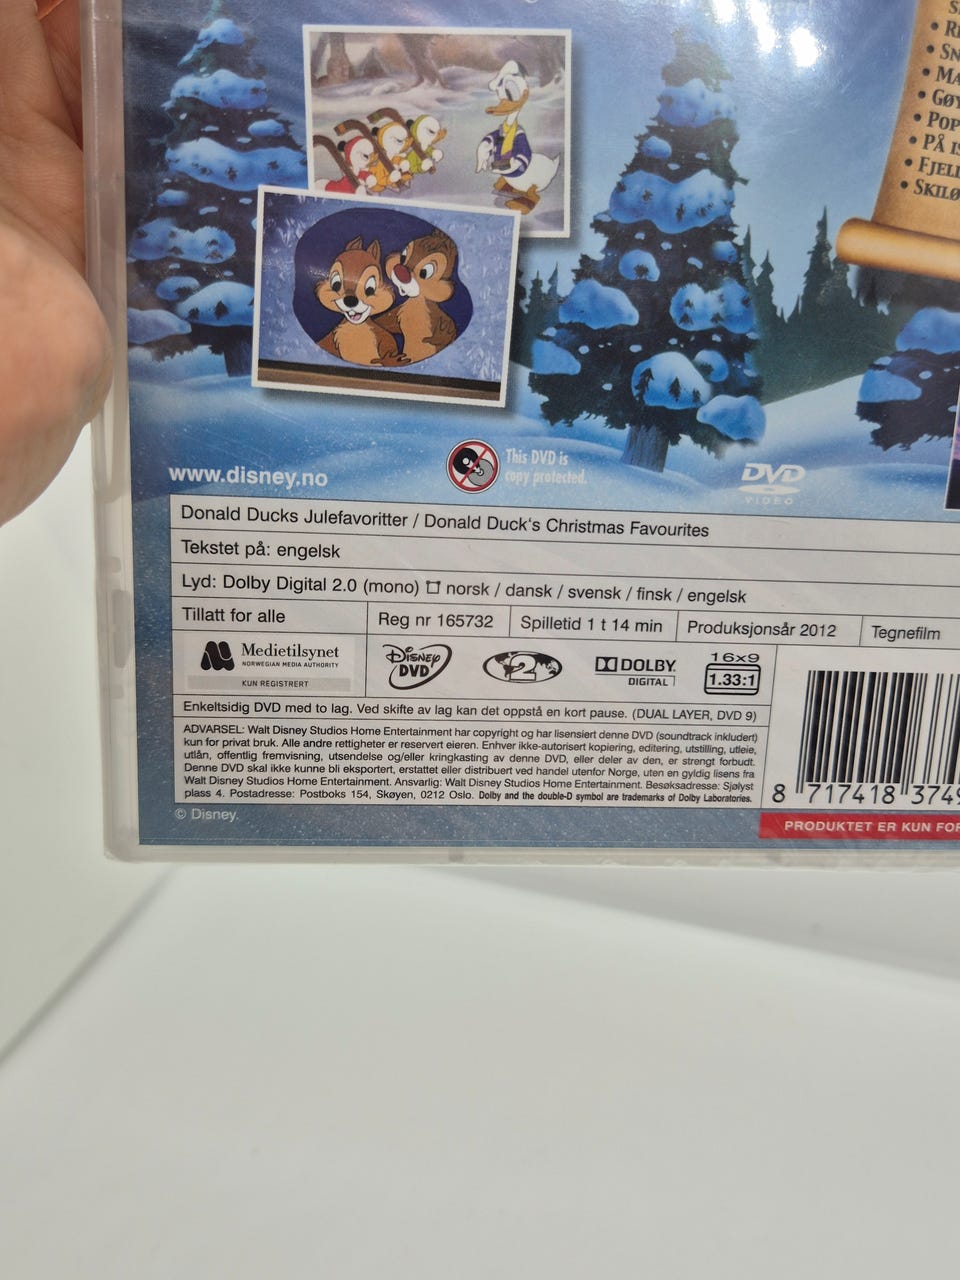 • SN
• MA
• GØY
• POP
• PÅ IS
• FJELL
• SKILØ
This DVD is
copy protected.
www.disney.no
DVD
VIDEO
Donald Ducks Julefavoritter / Donald Duck's Christmas Favourites
Tekstet på: engelsk
Lyd: Dolby Digital 2.0 (mono) norsk / dansk / svensk / finsk / engelsk
Tillatt for alle Reg nr 165732 Spilletid 1 t 14 min Produksjonsår 2012 Tegnefilm
Medietilsynet
NORWEGIAN MEDIA AUTHORITY
KUN REGISTRERT
DISNEY
DVD
2
DOLBY
DIGITAL
16x9
1.33:1
Enkeltsidig DVD med to lag. Ved skifte av lag kan det oppstå en kort pause. (DUAL LAYER, DVD 9)
ADVARSEL: Walt Disney Studios Home Entertainment har copyright og har lisensiert denne DVD (soundtrack inkludert)
kun for privat bruk. Alle andre rettigheter er reservert eieren. Enhver ikke-autorisert kopiering, editering, utstilling, utleie,
utlån, offentlig fremvisning, utsendelse og/eller kringkasting av denne DVD, eller deler av den, er strengt forbudt.
Denne DVD skal ikke kunne bli eksportert, erstattet eller distribuert ved handel utenfor Norge, uten en gyldig lisens fra
Walt Disney Studios Home Entertainment. Ansvarlig: Walt Disney Studios Home Entertainment. Besøksadresse: Sjølyst
plass 4. Postadresse: Postboks 154, Skøyen, 0212 Oslo. Dolby and the double-D symbol are trademarks of Dolby Laboratories.
8 717418 3749
PRODUKTET ER KUN FOR
© Disney.